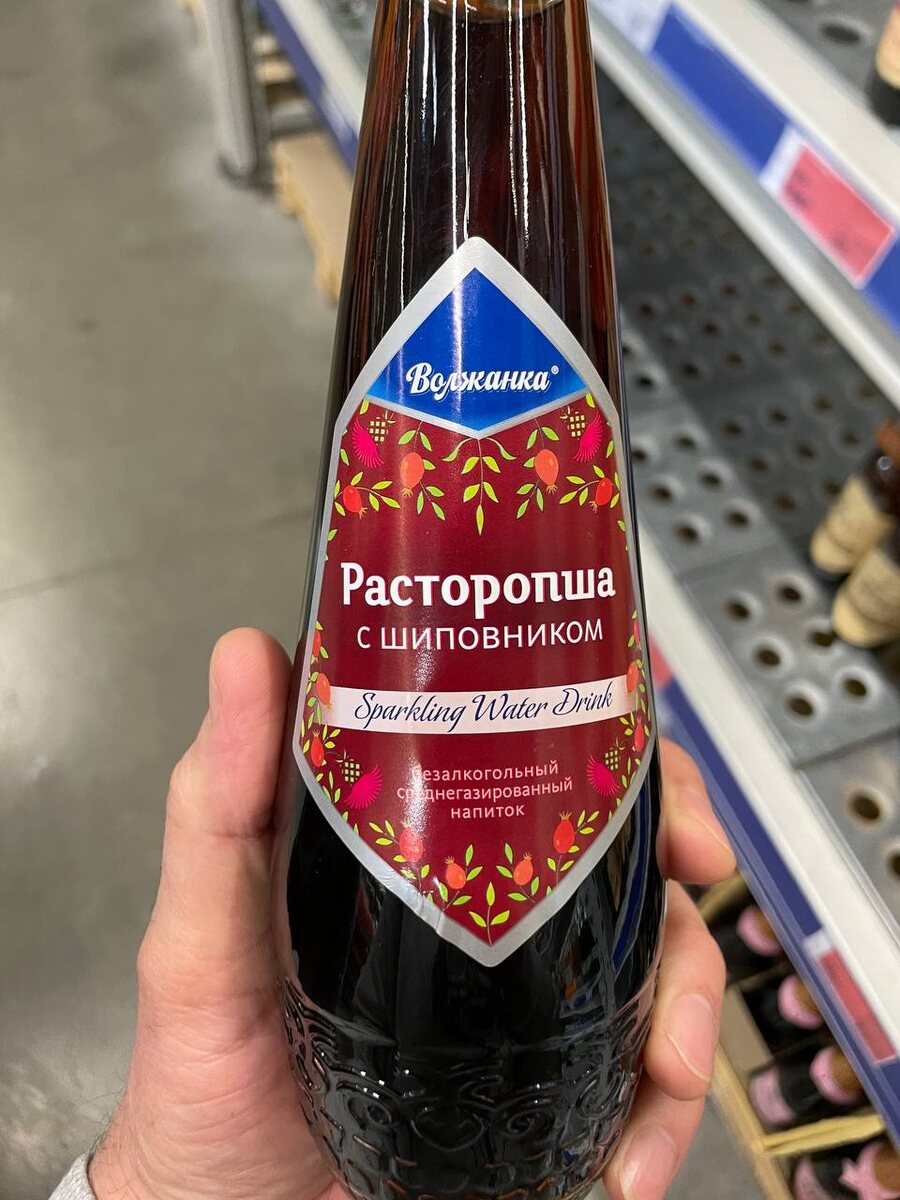 Волжанка®
Расторопша
с шиповником
Sparkling Water Drink
безалкогольный
среднегазированный
напиток